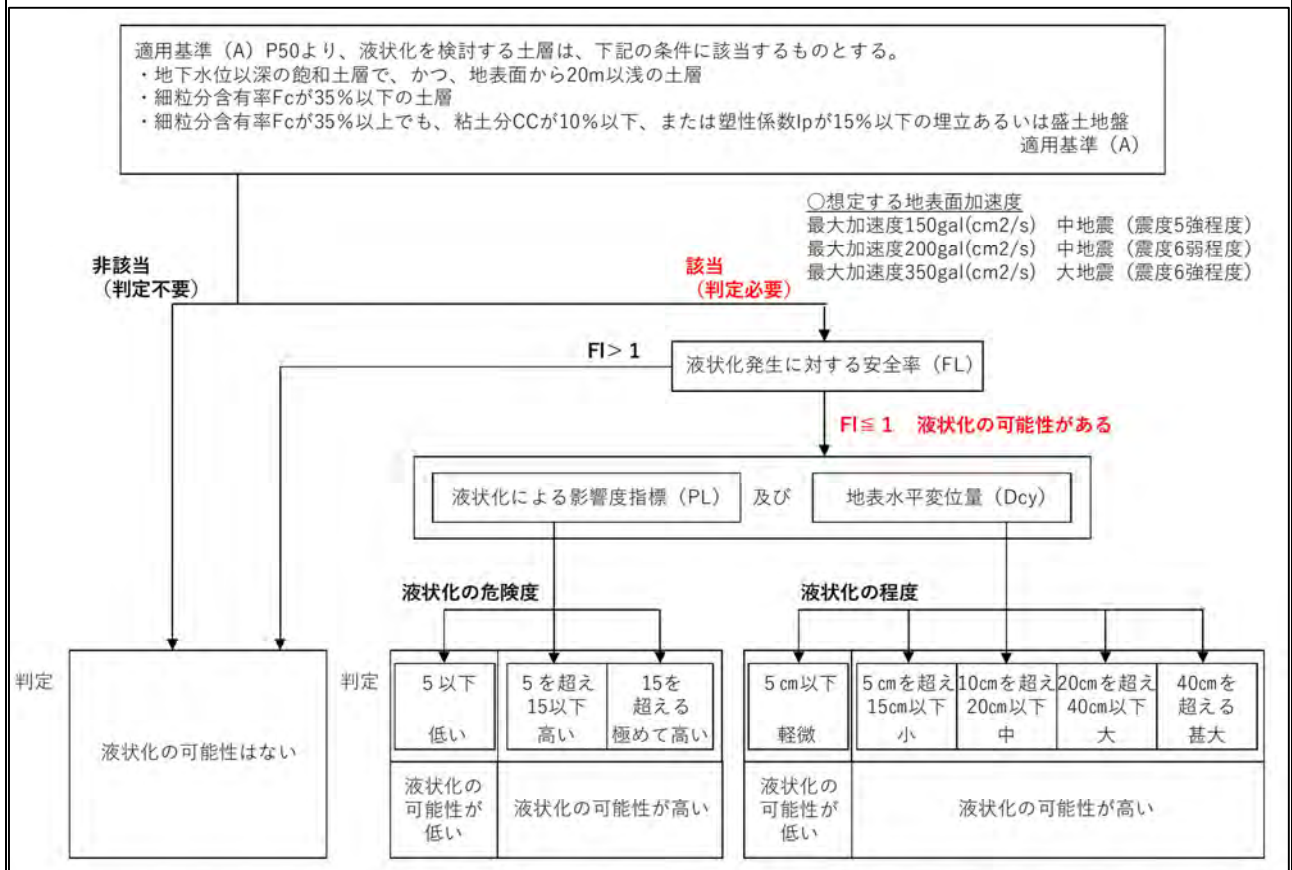 適用基準(A)P50より、液状化を検討する土層は、下記の条件に該当するものとする。
・地下水位以深の飽和土層で、かつ、地表面から20m以浅の土層
・細粒分含有率Fcが35%以下の土層
・細粒分含有率Fcが35%以上でも、粘土分CCが10%以下、または塑性係数Ipが15%以下の埋立あるいは盛土地盤
適用基準(A)
○想定する地表面加速度
最大加速度150gal(cm2/s) 中地震(震度5強程度)
最大加速度200gal(cm2/s) 中地震(震度6弱程度)
最大加速度350gal(cm2/s) 大地震(震度6強程度)
非該当
(判定不要)
該当
(判定必要)
Fl> 1
液状化発生に対する安全率(FL)
Fl≦ 1 液状化の可能性がある
液状化による影響度指標(PL)
及び
地表水平変位量(Dcy)
液状化の危険度
液状化の程度
判定
液状化の可能性はない
判定
5 以下
低い
5 を超え
15以下
高い
15を
超える
極めて高い
液状化の
可能性が
低い
液状化の可能性が高い
5 ㎝以下
軽微
5 ㎝を超え
15㎝以下
小
10㎝を超え
20㎝以下
中
20㎝を超え
40㎝以下
大
40㎝を
超える
甚大
液状化の
可能性が
低い
液状化の可能性が高い